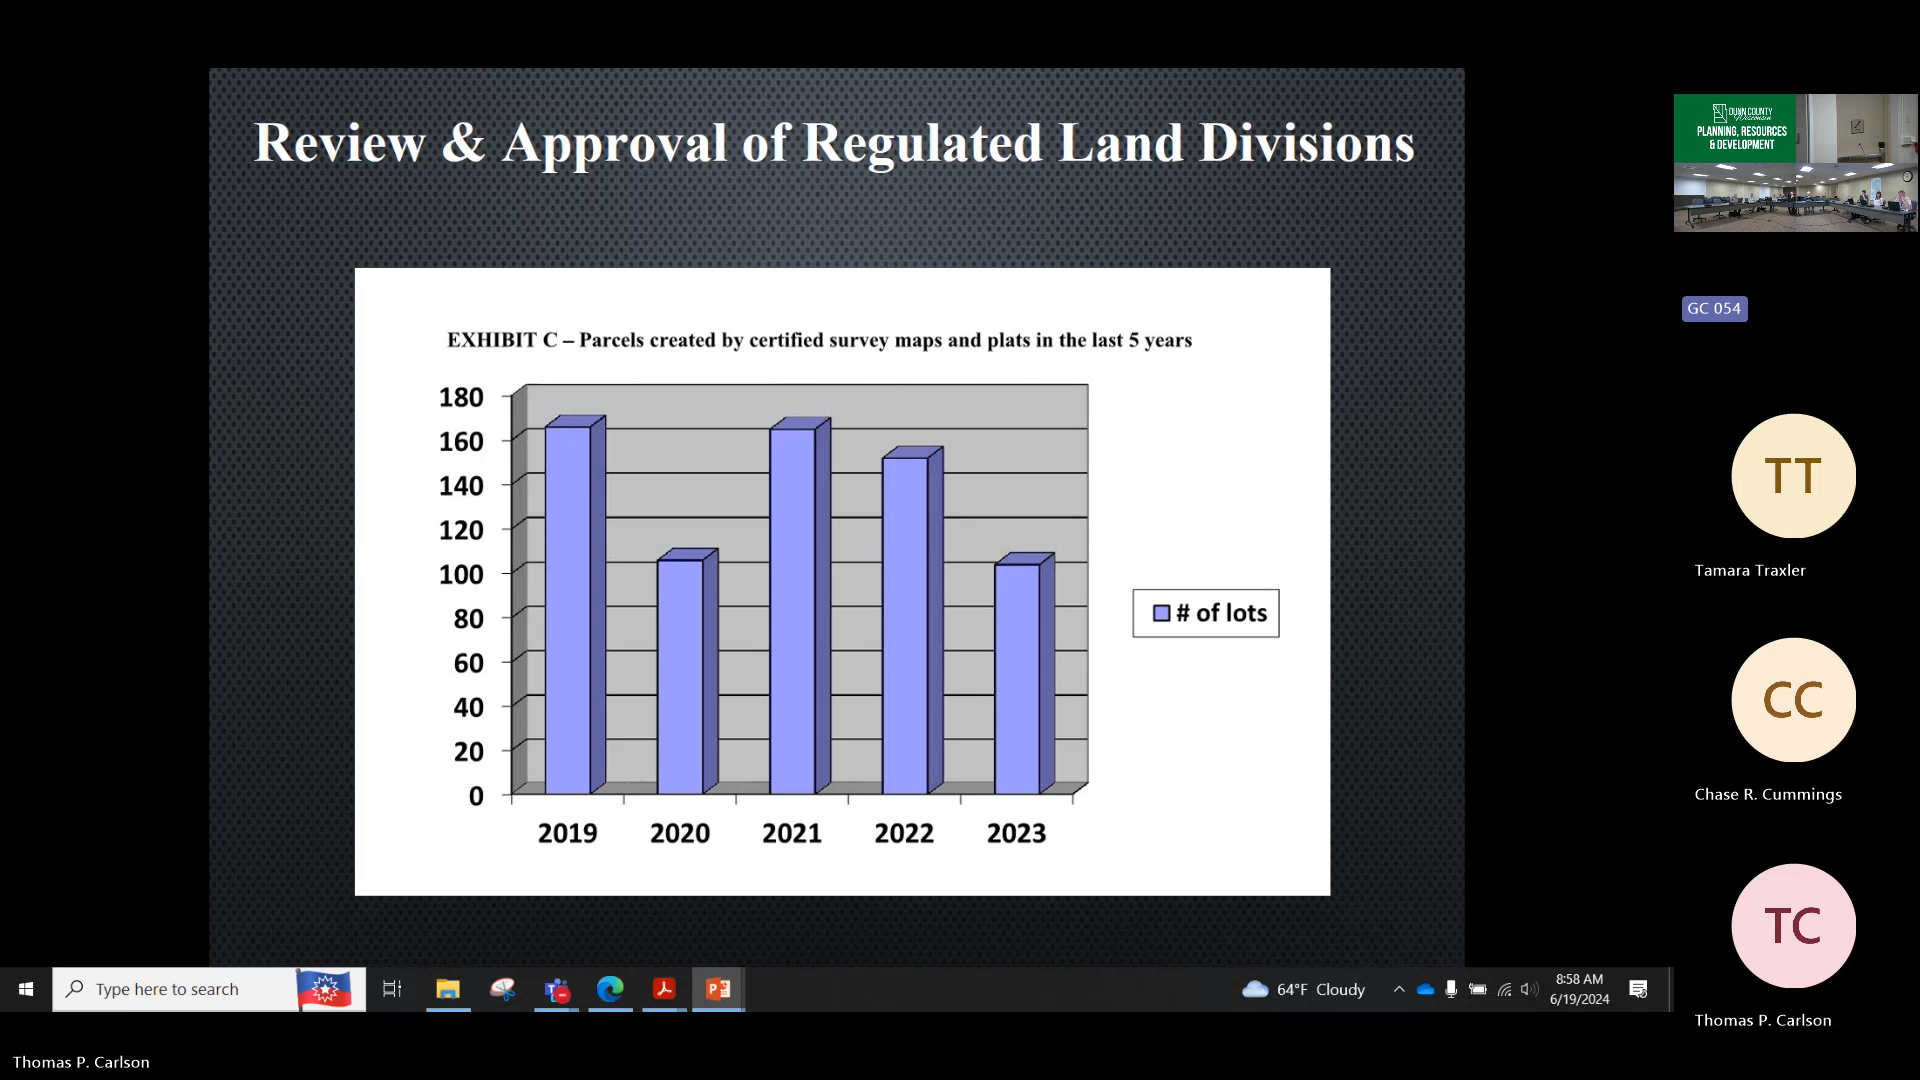 Review & Approval of Regulated Land Divisions
EXHIBIT C – Parcels created by certified survey maps and plats in the last 5 years
180
160
140
120
100
80
60
40
20
0
2019 2020 2021 2022 2023
# of lots
DUNN COUNTY
Wisconsin
PLANNING, RESOURCES
& DEVELOPMENT
GC 054
TT
Tamara Traxler
CC
Chase R. Cummings
TC
Thomas P. Carlson
Type here to search
64°F Cloudy
8:58 AM
6/19/2024
Thomas P. Carlson